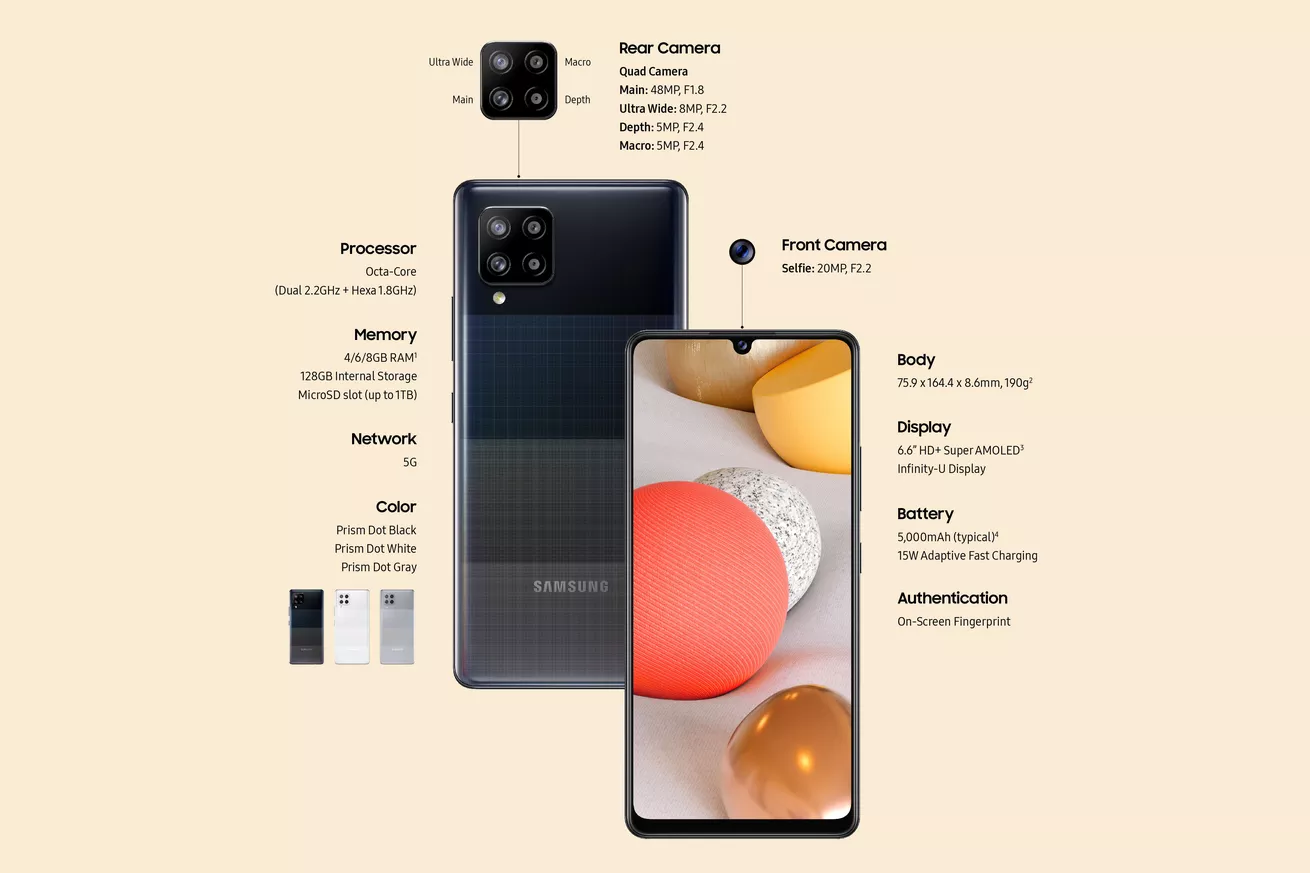 Ultra Wide
Macro
Main
Depth
Rear Camera
Quad Camera
Main: 48MP, F1.8
Ultra Wide: 8MP, F2.2
Depth: 5MP, F2.4
Macro: 5MP, F2.4
Processor
Octa-Core
(Dual 2.2GHz + Hexa 1.8GHz)
Memory
4/6/8GB RAM¹
128GB Internal Storage
MicroSD slot (up to 1TB)
Network
5G
Color
Prism Dot Black
Prism Dot White
Prism Dot Gray
SAMSUNG
Front Camera
Selfie: 20MP, F2.2
Body
75.9 x 164.4 x 8.6mm, 190g²
Display
6.6" HD+ Super AMOLED³
Infinity-U Display
Battery
5,000mAh (typical)⁴
15W Adaptive Fast Charging
Authentication
On-Screen Fingerprint